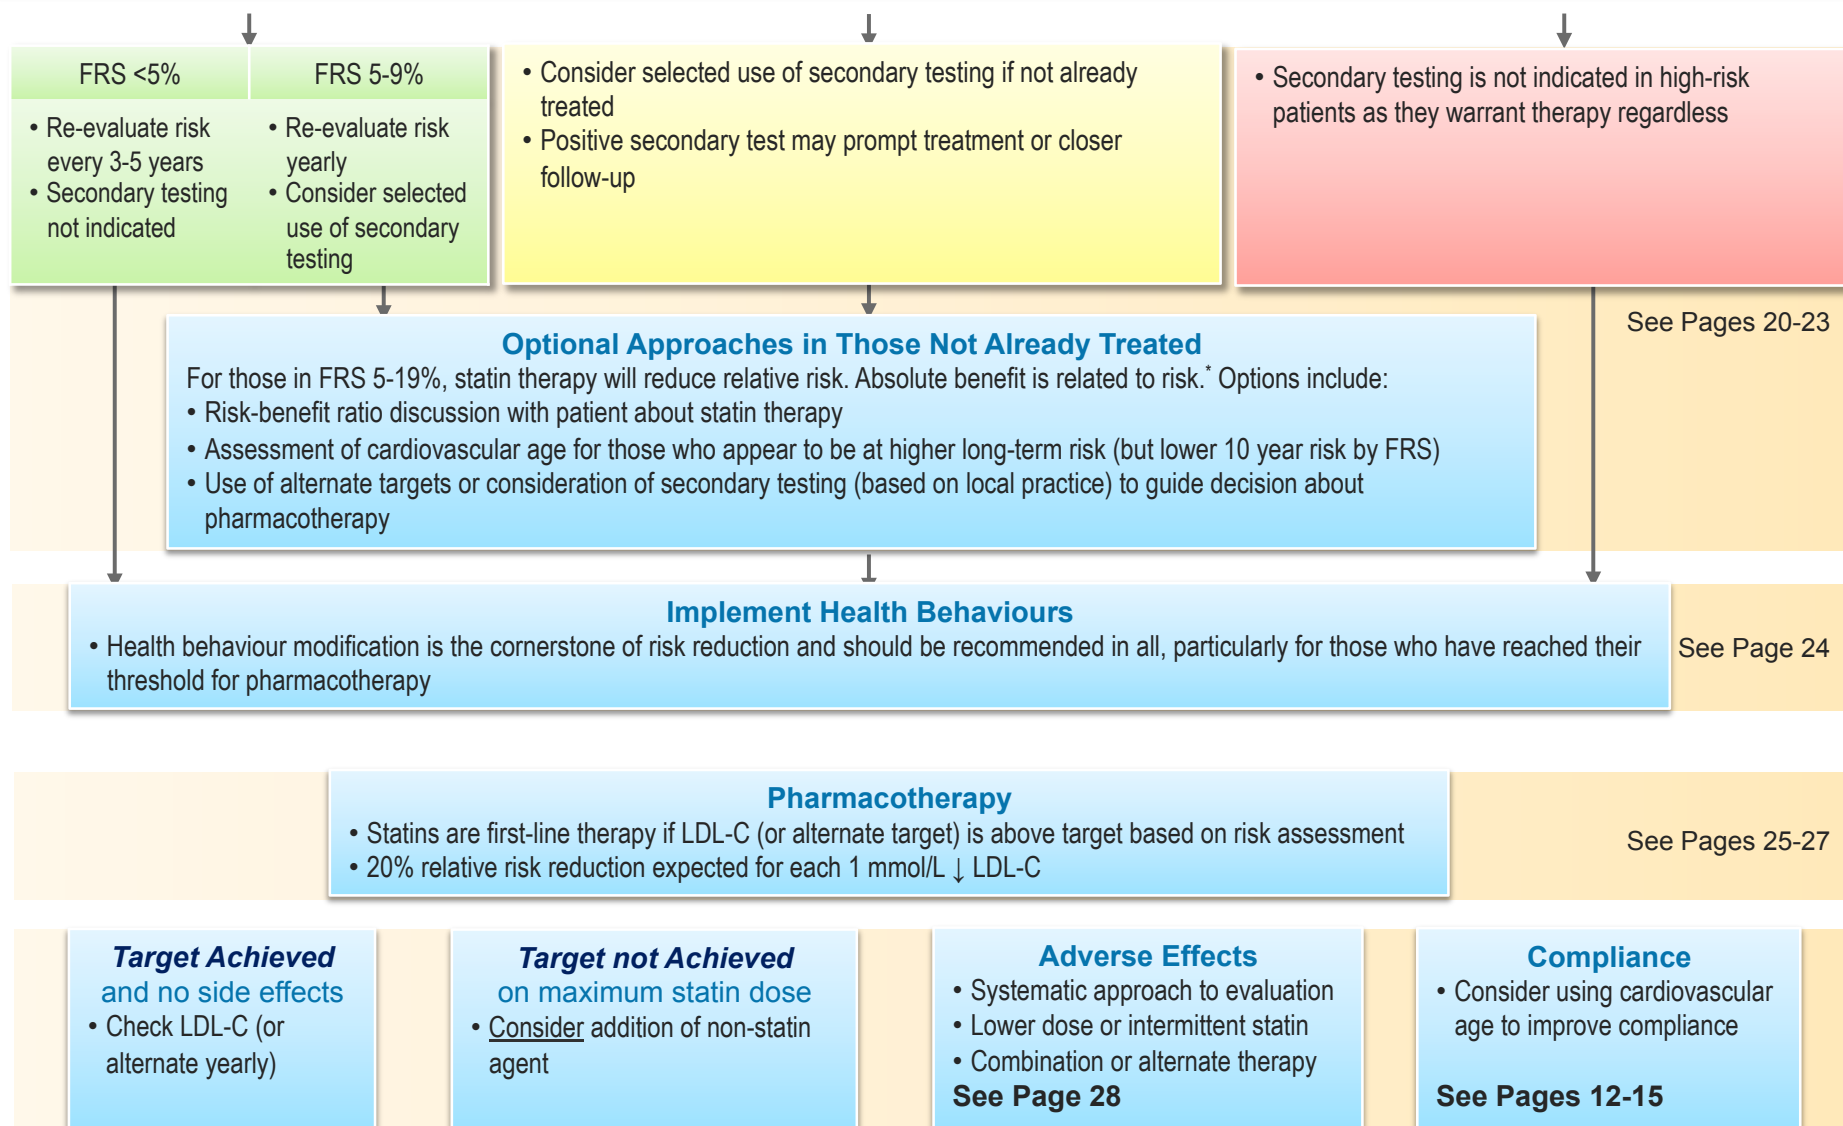 FRS <5%
• Re-evaluate risk
every 3-5 years
• Secondary testing
not indicated
FRS 5-9%
• Re-evaluate risk
yearly
• Consider selected
use of secondary
testing
• Consider selected use of secondary testing if not already
treated
• Positive secondary test may prompt treatment or closer
follow-up
• Secondary testing is not indicated in high-risk
patients as they warrant therapy regardless
See Pages 20-23
Optional Approaches in Those Not Already Treated
For those in FRS 5-19%, statin therapy will reduce relative risk. Absolute benefit is related to risk.* Options include:
• Risk-benefit ratio discussion with patient about statin therapy
• Assessment of cardiovascular age for those who appear to be at higher long-term risk (but lower 10 year risk by FRS)
• Use of alternate targets or consideration of secondary testing (based on local practice) to guide decision about
pharmacotherapy
Implement Health Behaviours
• Health behaviour modification is the cornerstone of risk reduction and should be recommended in all, particularly for those who have reached their
threshold for pharmacotherapy
See Page 24
Pharmacotherapy
• Statins are first-line therapy if LDL-C (or alternate target) is above target based on risk assessment
• 20% relative risk reduction expected for each 1 mmol/L ↓ LDL-C
See Pages 25-27
Target Achieved
and no side effects
• Check LDL-C (or
alternate yearly)
Target not Achieved
on maximum statin dose
• Consider addition of non-statin
agent
Adverse Effects
• Systematic approach to evaluation
• Lower dose or intermittent statin
• Combination or alternate therapy
See Page 28
Compliance
• Consider using cardiovascular
age to improve compliance
See Pages 12-15